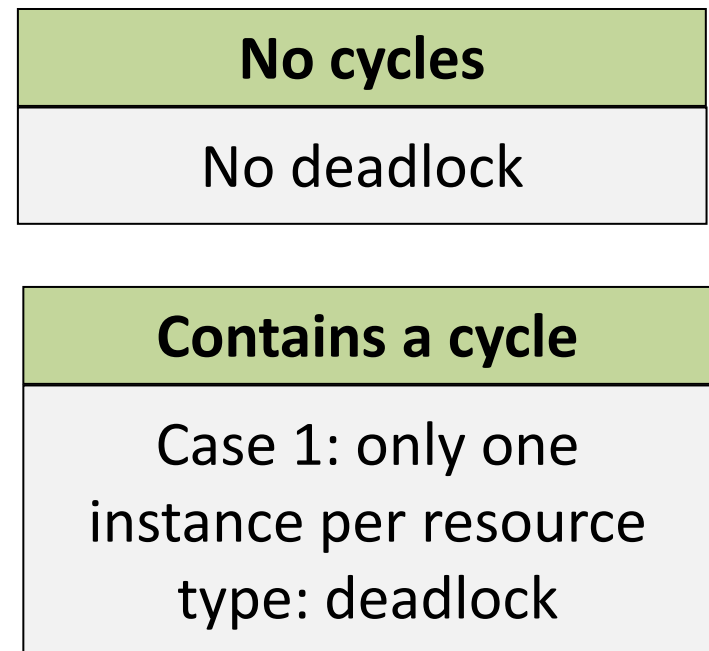 No cycles
No deadlock
Contains a cycle
Case 1: only one
instance per resource
type: deadlock